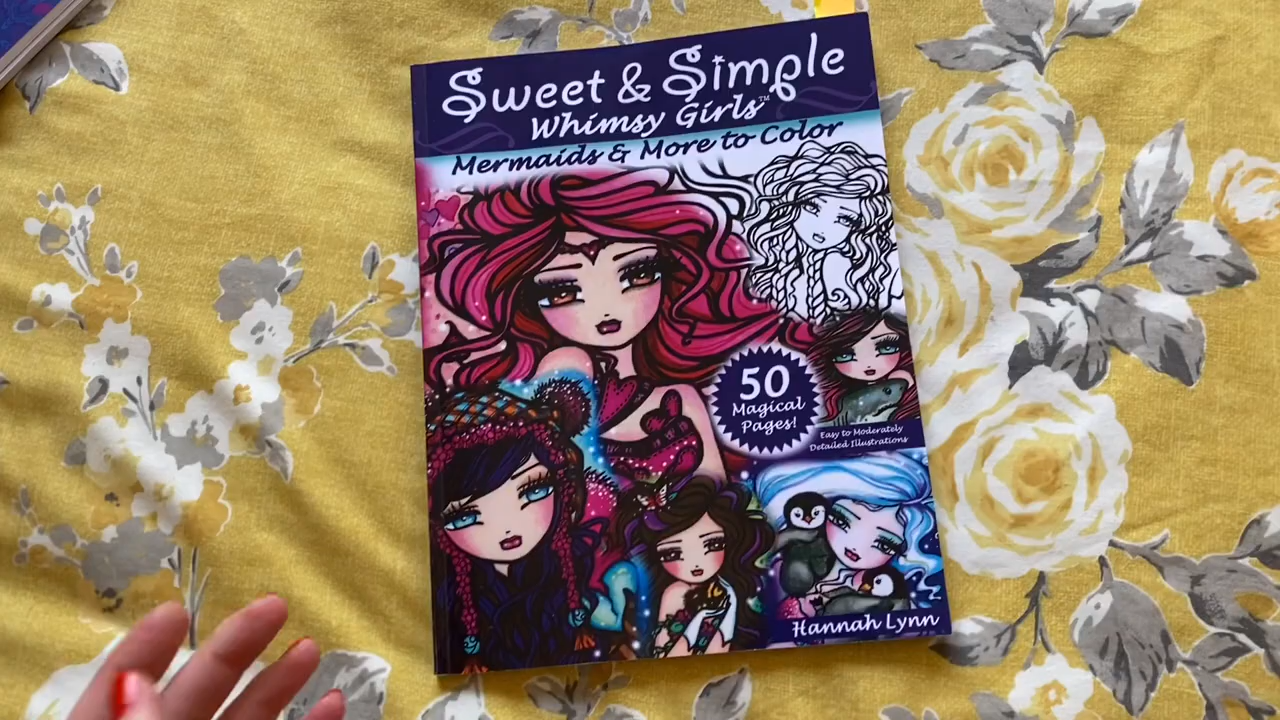 Sweet & Simple
Whimsy Girls™
Mermaids & More to Color
50
Magical
Pages!
Easy to Moderately
Detailed Illustrations
Hannah Lynn